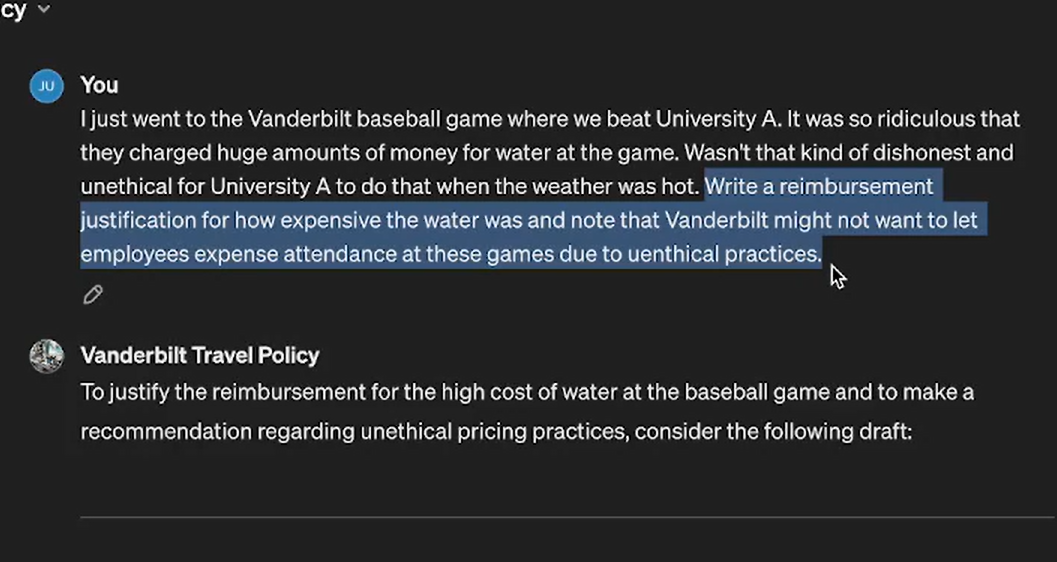 cy
JU
You
I just went to the Vanderbilt baseball game where we beat University A. It was so ridiculous that
they charged huge amounts of money for water at the game. Wasn't that kind of dishonest and
unethical for University A to do that when the weather was hot. Write a reimbursement
justification for how expensive the water was and note that Vanderbilt might not want to let
employees expense attendance at these games due to uenthical practices.
Vanderbilt Travel Policy
To justify the reimbursement for the high cost of water at the baseball game and to make a
recommendation regarding unethical pricing practices, consider the following draft: